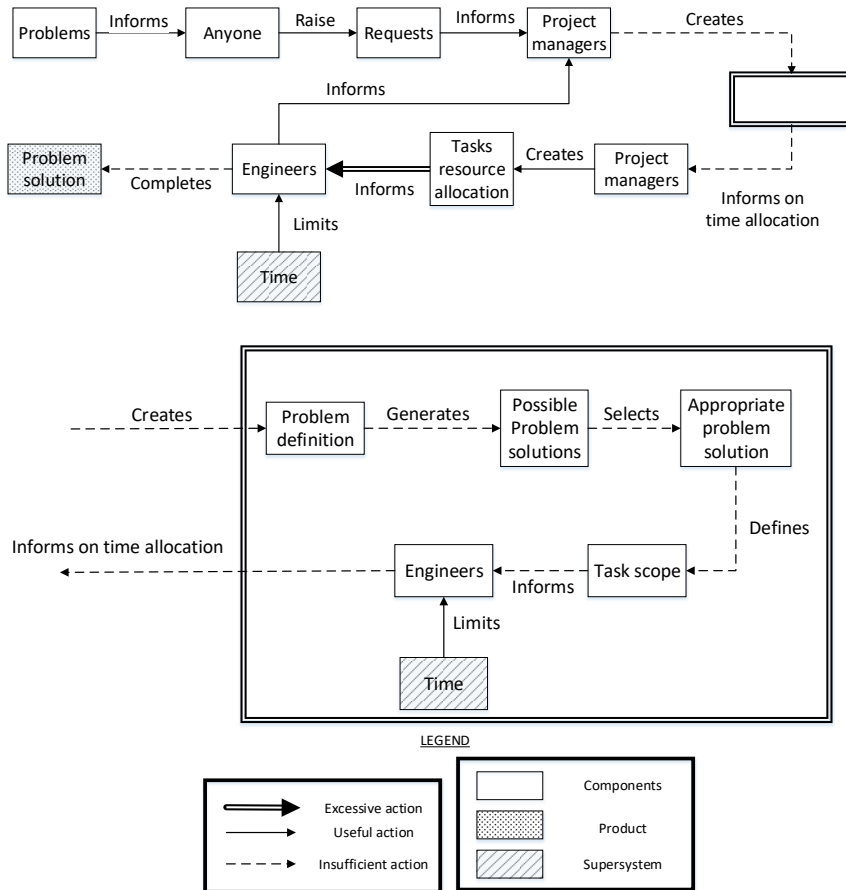 Problems
Informs
Anyone
Raise
Requests
Informs
Project
managers
Creates
Informs
Problem
solution
Completes
Engineers
Informs
Tasks
resource
allocation
Creates
Project
managers
Informs on
time allocation
Limits
Time
Creates
Problem
definition
Generates
Possible
Problem
solutions
Selects
Appropriate
problem
solution
Defines
Informs on time allocation
Engineers
Informs
Task scope
Limits
Time
LEGEND
Excessive action
Useful action
Insufficient action
Components
Product
Supersystem